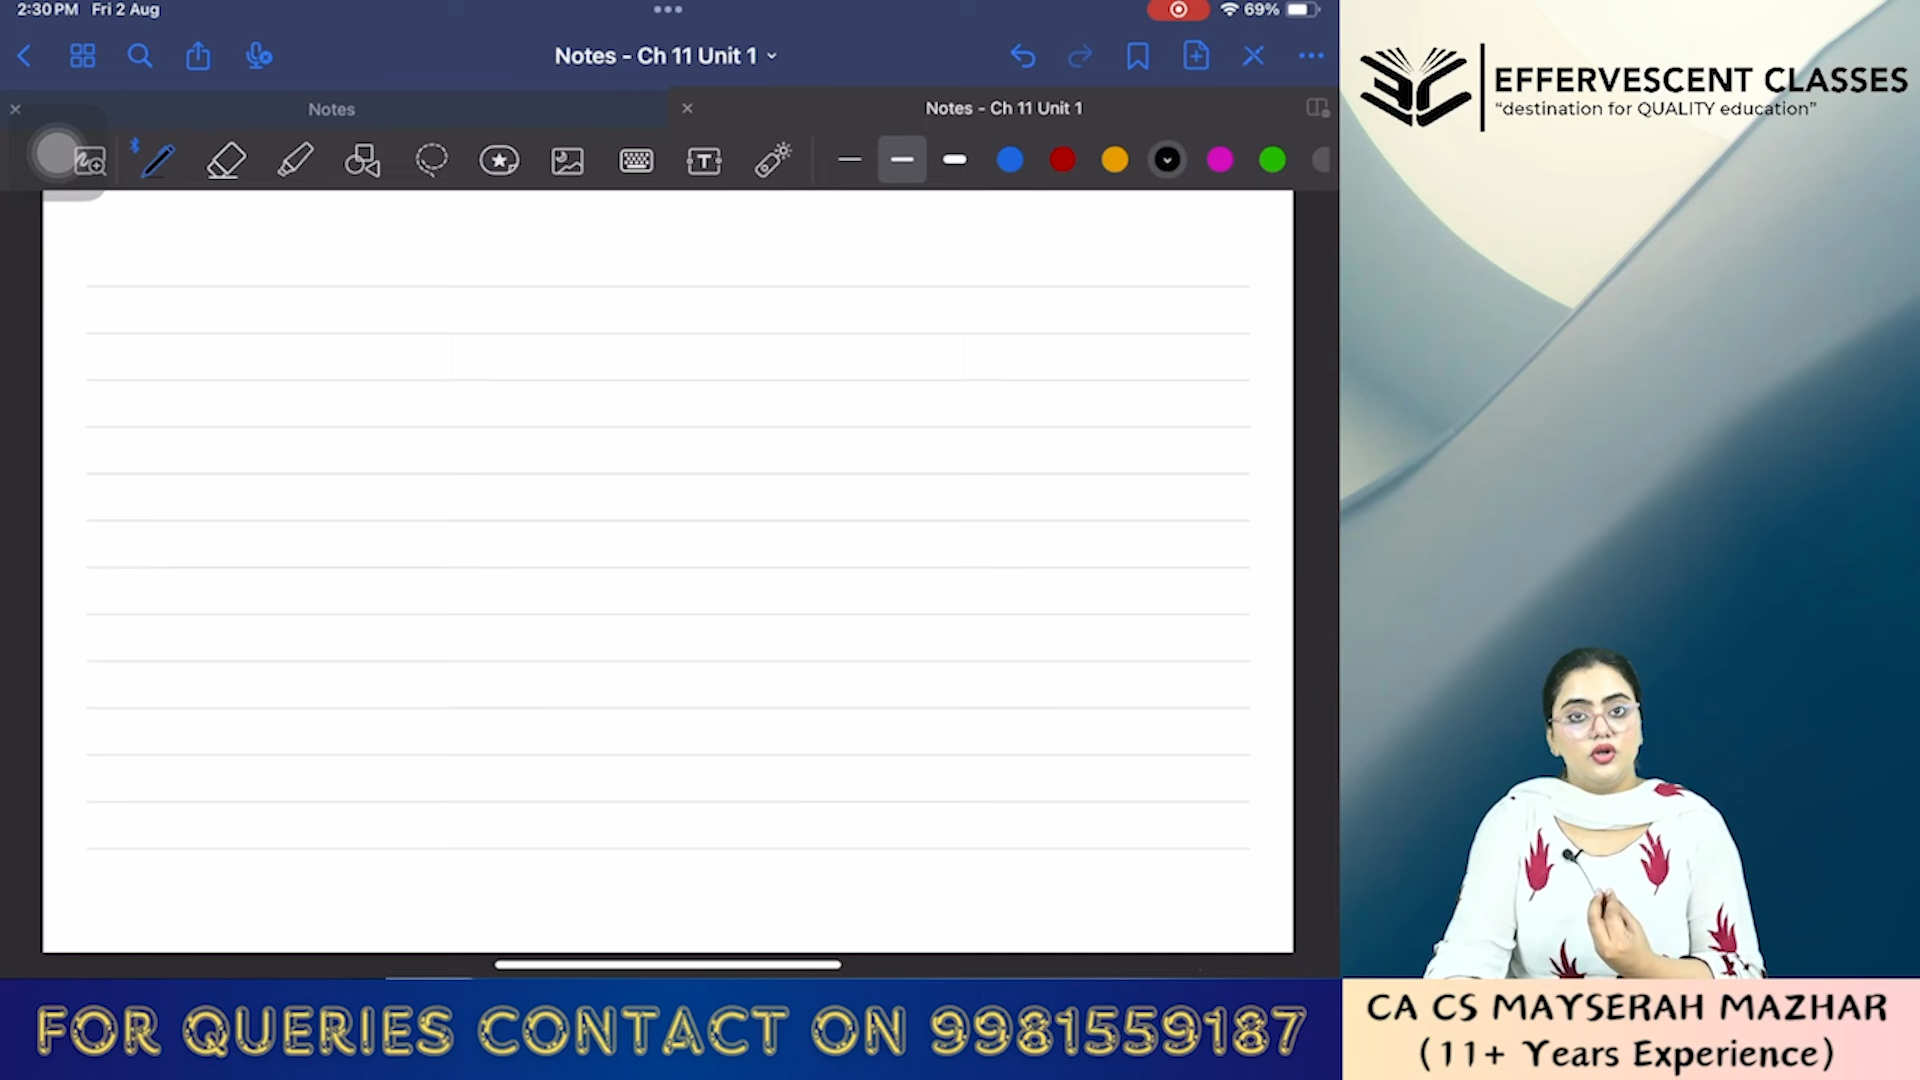 2:30 PM Fri 2 Aug
69%
Notes - Ch 11 Unit 1
Notes
Notes - Ch 11 Unit 1
T
EFFERVESCENT CLASSES
"destination for QUALITY education"
FOR QUERIES CONTACT ON 9981559187
CA CS MAYSERAH MAZHAR
(11+ Years Experience)